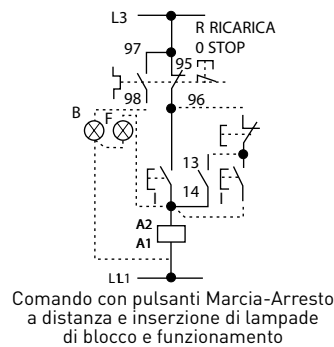 L3
R RICARICA
0 STOP
97
95
98
96
B
F
13
14
I
I
A2
A1
L1L1
Comando con pulsanti Marcia-Arresto
a distanza e inserzione di lampade
di blocco e funzionamento